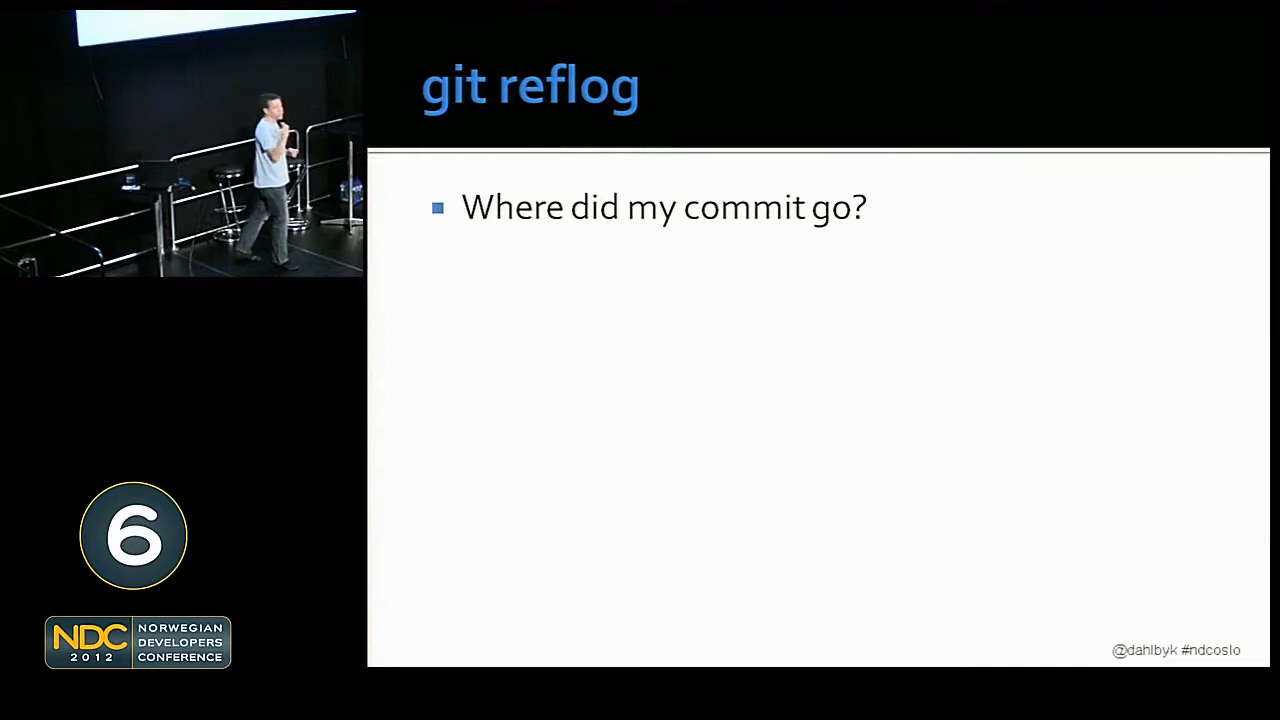 git reflog
Where did my commit go?
6
NDC
2012
NORWEGIAN
DEVELOPERS
CONFERENCE
@dahlbyk #ndcoslo